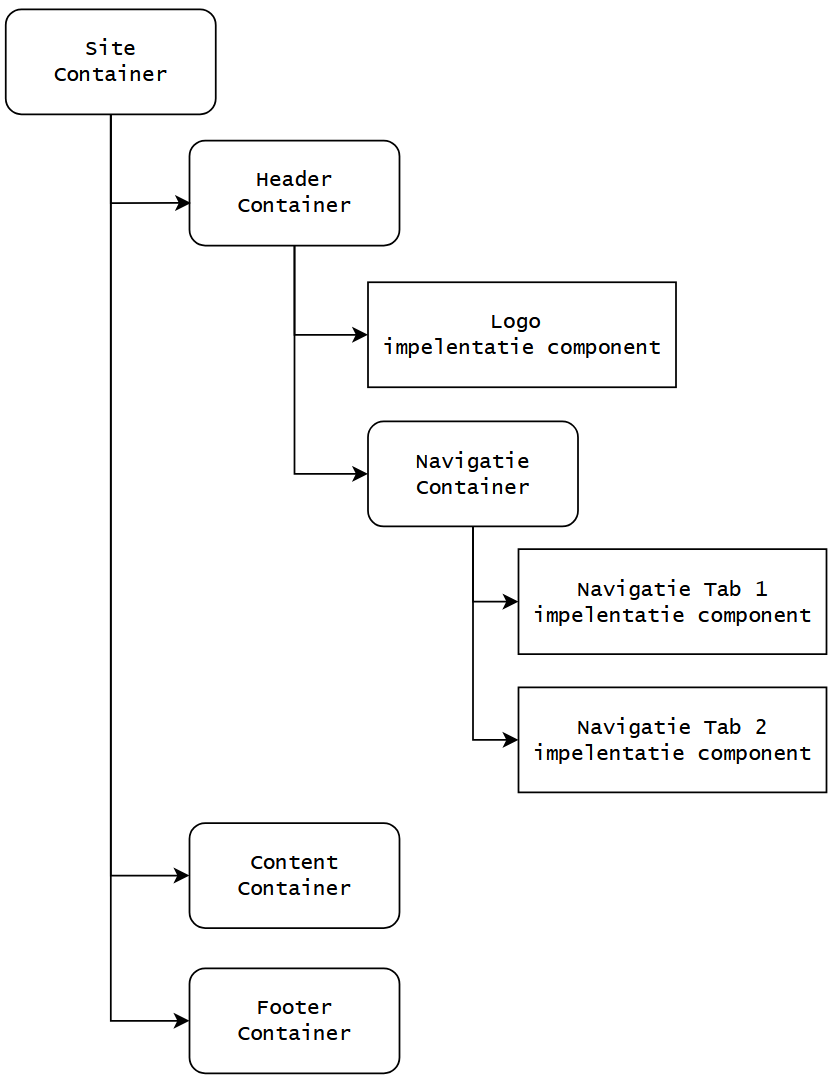 Site
Container
Header
Container
Logo
impelentatie component
Navigatie
Container
Navigatie Tab 1
impelentatie component
Navigatie Tab 2
impelentatie component
Content
Container
Footer
Container